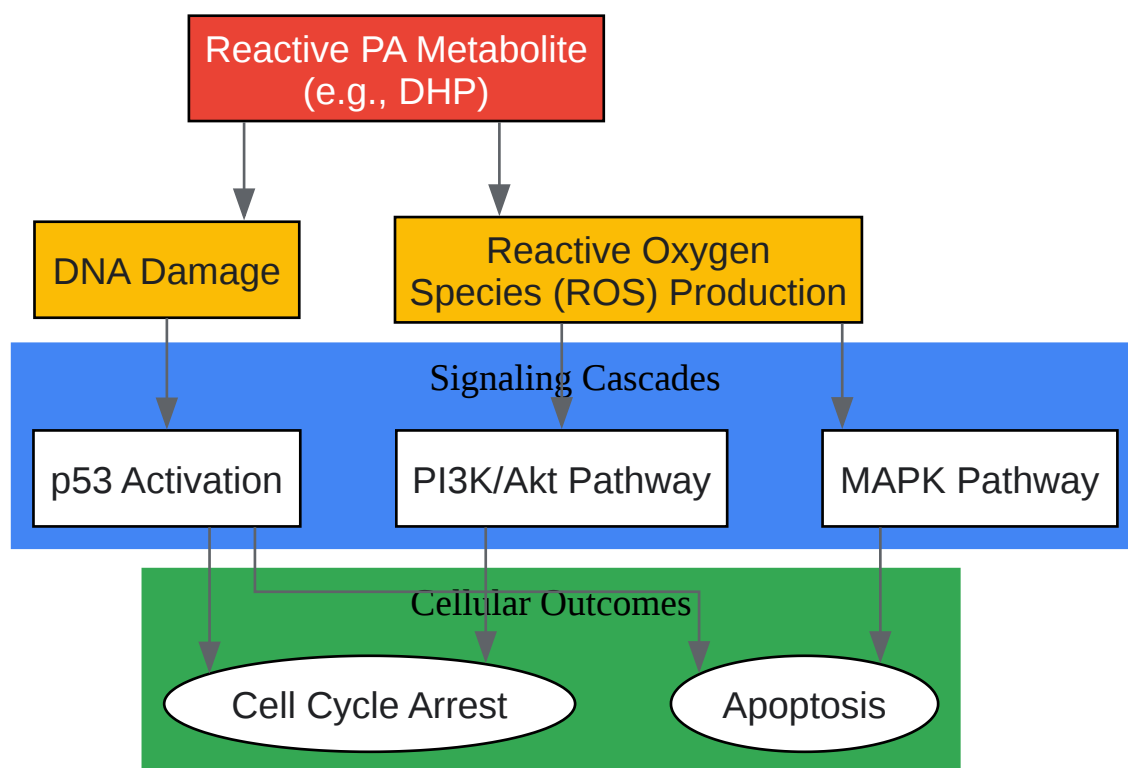 Reactive PA Metabolite
(e.g., DHP)
DNA Damage
Reactive Oxygen
Species (ROS) Production
Signaling Cascades
p53 Activation
PI3K/Akt Pathway
MAPK Pathway
Cellular Outcomes
Cell Cycle Arrest
Apoptosis